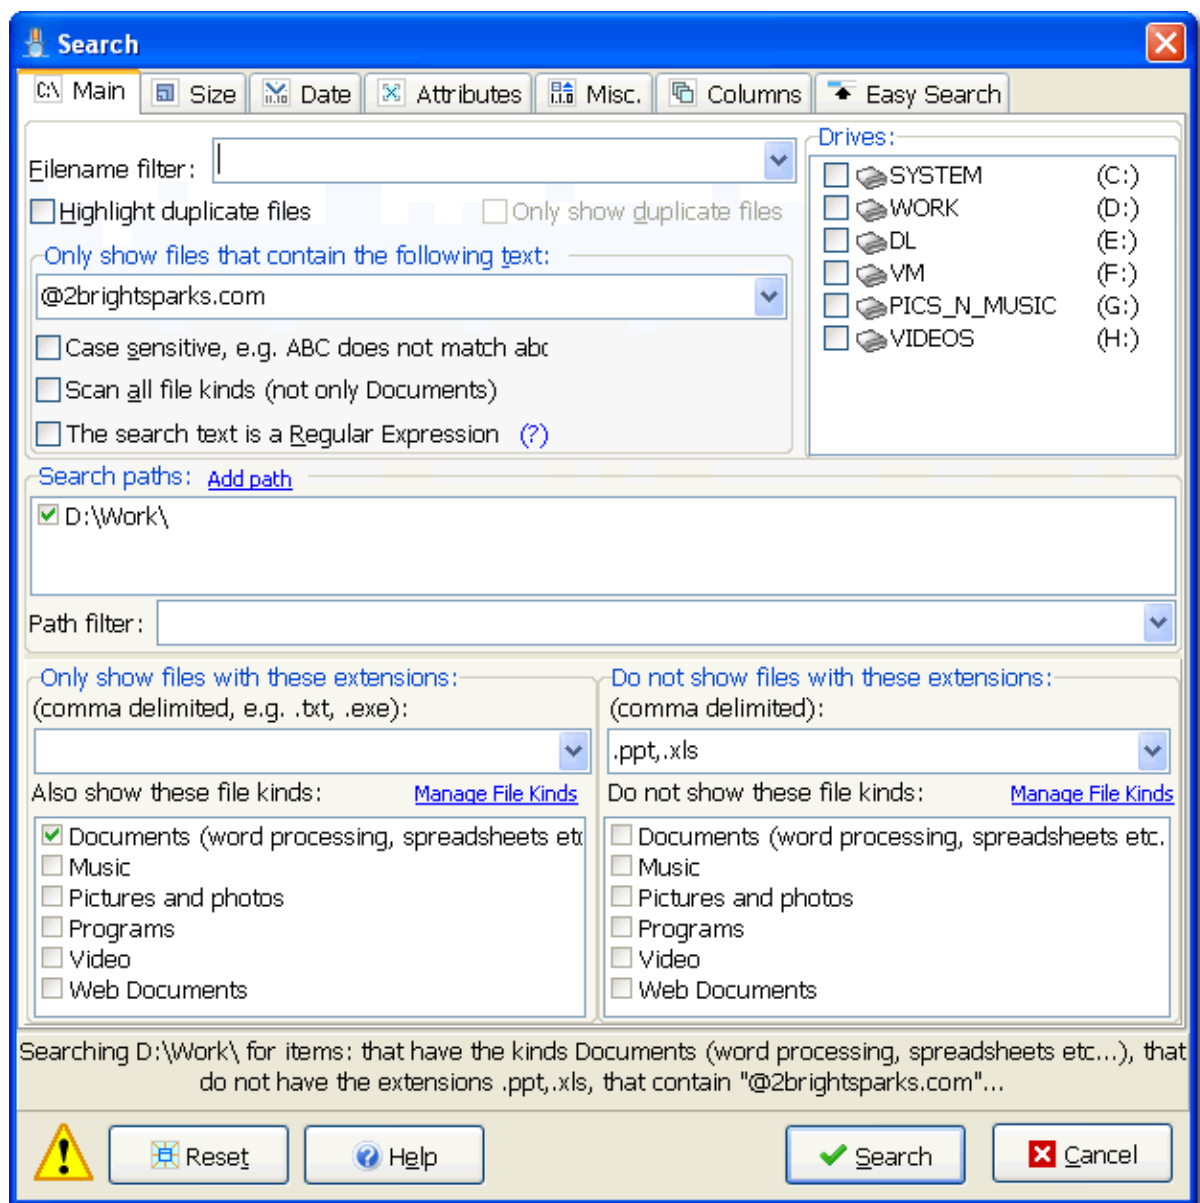 Search
C:\ Main
Size
Date
Attributes
Misc.
Columns
Easy Search
Filename filter:
Highlight duplicate files
Only show duplicate files
Only show files that contain the following text:
@2brightsparks.com
Case sensitive, e.g. ABC does not match abc
Scan all file kinds (not only Documents)
The search text is a Regular Expression (?)
Drives:
SYSTEM (C:)
WORK (D:)
DL (E:)
VM (F:)
PICS_N_MUSIC (G:)
VIDEOS (H:)
Search paths: Add path
D:\Work\
Path filter:
Only show files with these extensions:
(comma delimited, e.g. .txt, .exe):
Also show these file kinds: Manage File Kinds
Documents (word processing, spreadsheets etc
Music
Pictures and photos
Programs
Video
Web Documents
Do not show files with these extensions:
(comma delimited):
.ppt,.xls
Do not show these file kinds: Manage File Kinds
Documents (word processing, spreadsheets etc.
Music
Pictures and photos
Programs
Video
Web Documents
Searching D:\Work\ for items: that have the kinds Documents (word processing, spreadsheets etc...), that
do not have the extensions .ppt,.xls, that contain "@2brightsparks.com"...
Reset
Help
Search
Cancel